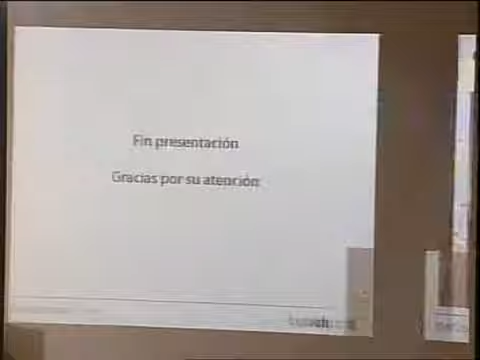 Fin presentación
Gracias por su atención